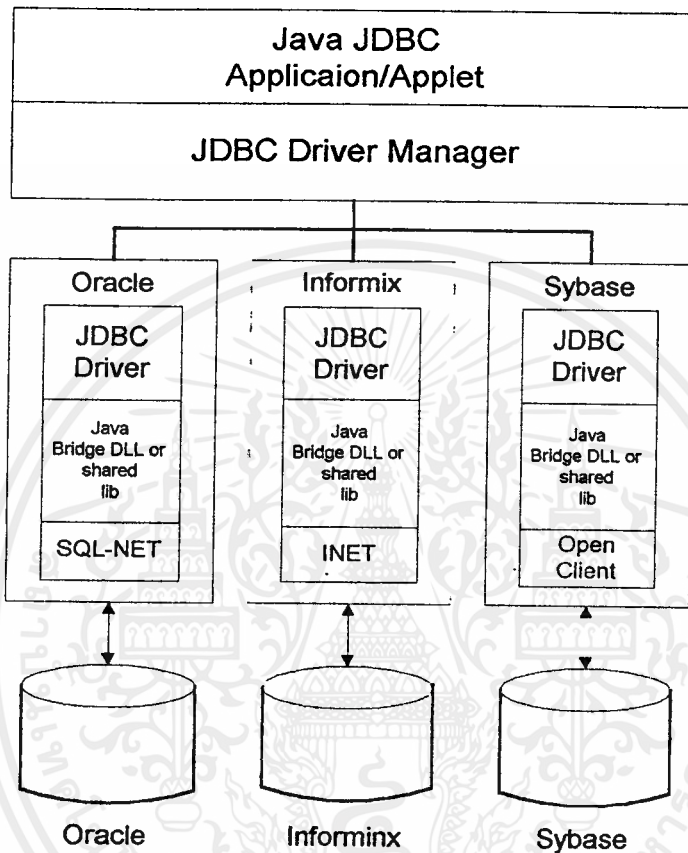 Java JDBC
Applicaion/Applet
JDBC Driver Manager
Oracle
JDBC
Driver
Java
Bridge DLL or
shared
lib
SQL-NET
Informix
JDBC
Driver
Java
Bridge DLL or
shared
lib
INET
Sybase
JDBC
Driver
Java
Bridge DLL or
shared
lib
Open
Client
Oracle
Informinx
Sybase